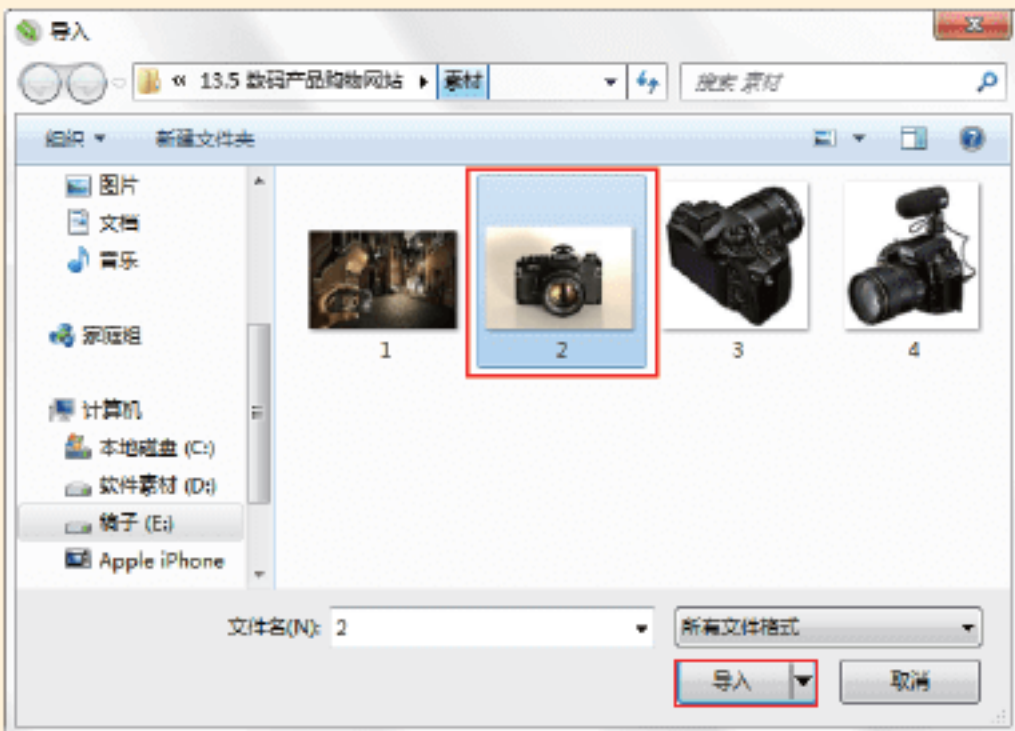 导入
« 13.5 数码产品购物网站 ▸ 素材
搜索 素材
组织
新建文件夹
图片
文档
音乐
家庭组
计算机
本地磁盘 (C:)
软件素材 (D:)
稿子 (E:)
Apple iPhone
1
2
3
4
文件名(N): 2
所有文件格式
导入
取消